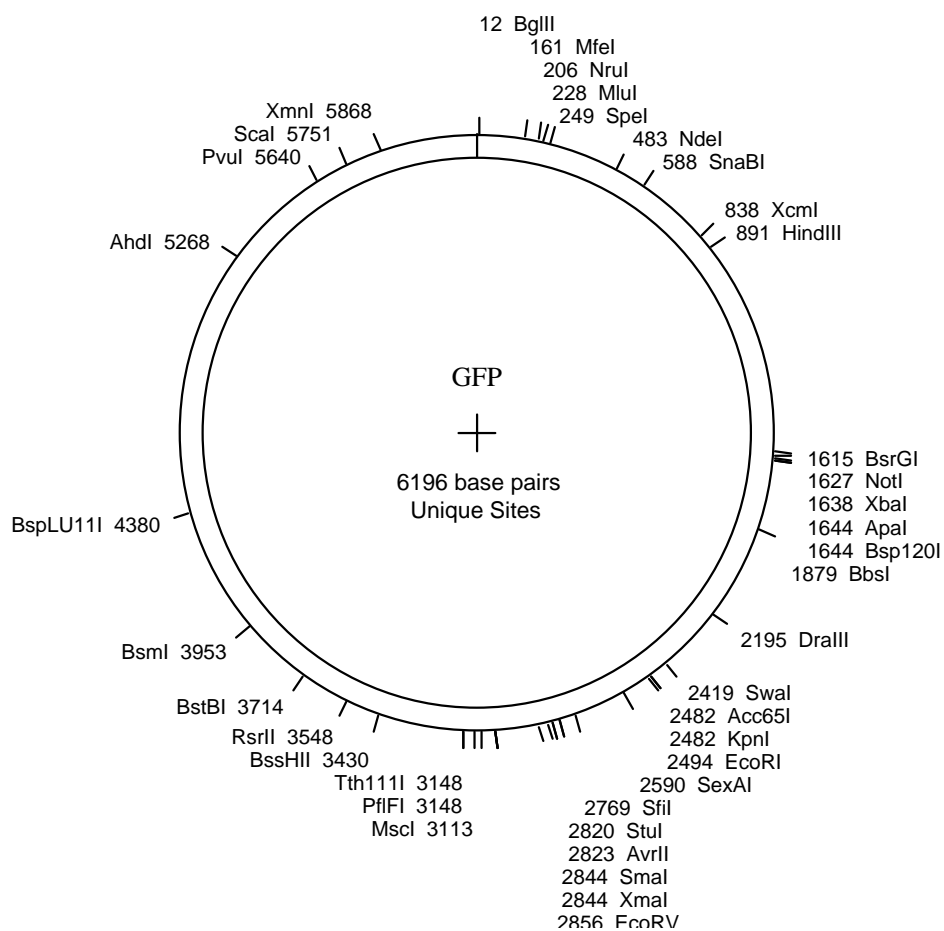 12 BglII
161 MfeI
206 NruI
228 MluI
249 SpeI
483 NdeI
588 SnaBI
838 XcmI
891 HindIII
1615 BsrGI
1627 NotI
1638 XbaI
1644 ApaI
1644 Bsp120I
1879 BbsI
2195 DraIII
2419 SwaI
2482 Acc65I
2482 KpnI
2494 EcoRI
2590 SexAI
2769 SfiI
2820 StuI
2823 AvrII
2844 SmaI
2844 XmaI
2856 EcoRV
MscI 3113
PflFI 3148
Tth111I 3148
BssHII 3430
RsrII 3548
BstBI 3714
BsmI 3953
BspLU11I 4380
AhdI 5268
PvuI 5640
ScaI 5751
XmnI 5868
GFP
6196 base pairs
Unique Sites